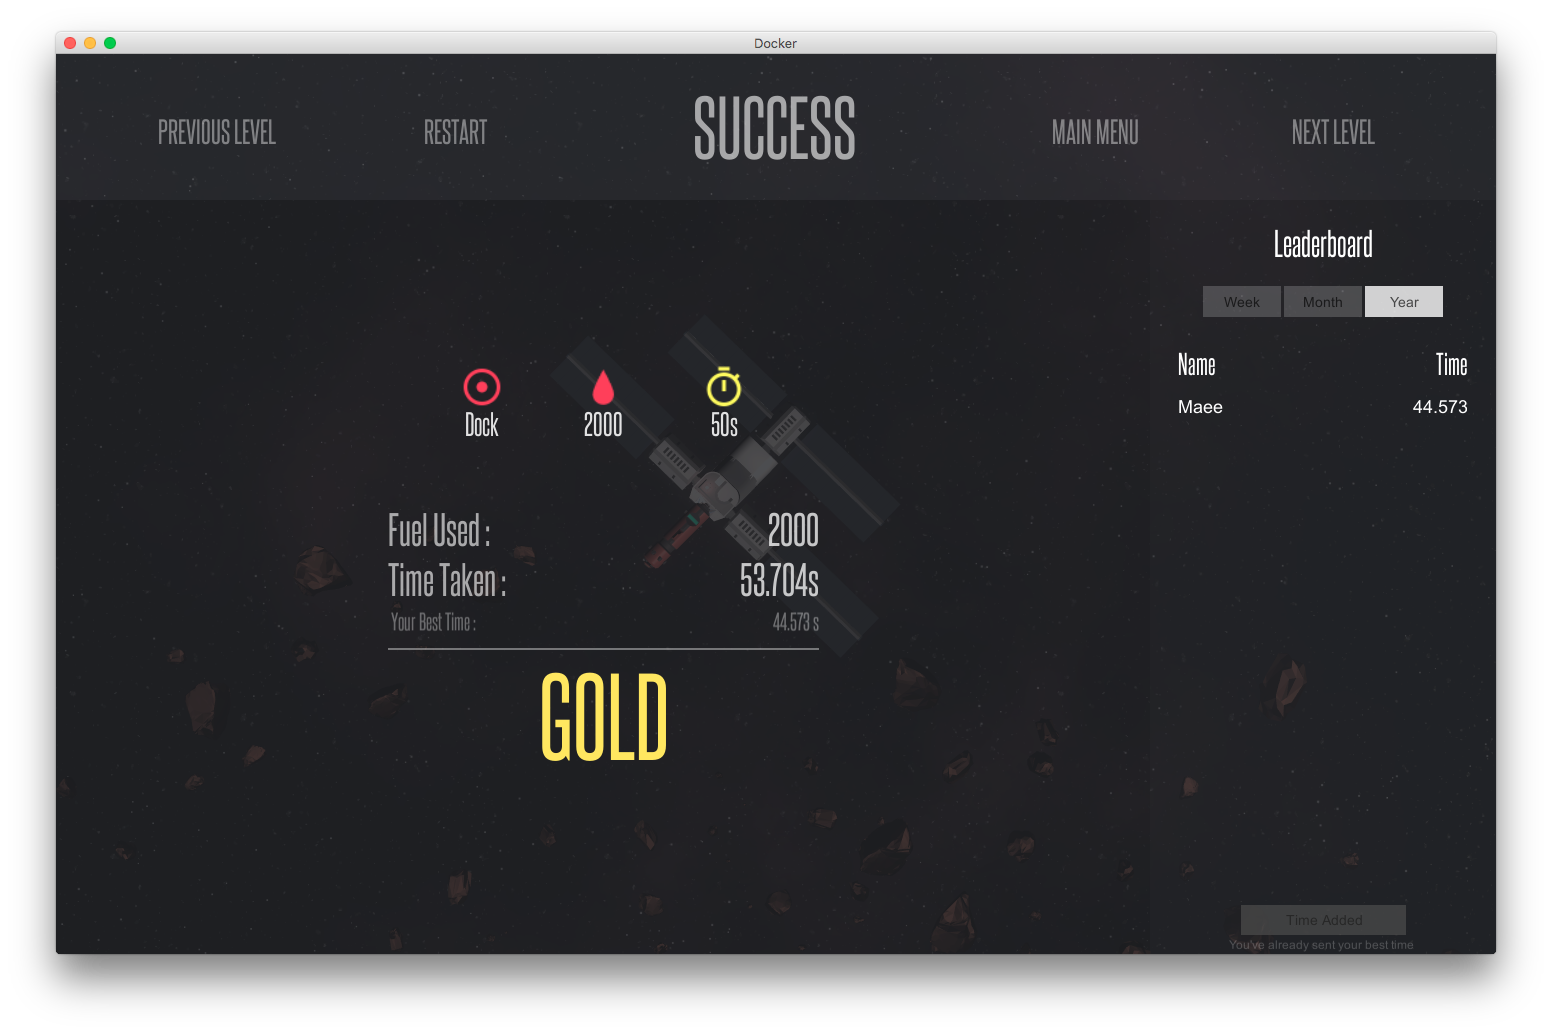 Docker
PREVIOUS LEVEL RESTART SUCCESS MAIN MENU NEXT LEVEL
Leaderboard
Week Month Year
Name Time
Maee 44.573
Dock 2000 50s
Fuel Used : 2000
Time Taken : 53.704s
Your Best Time : 44.573 s
GOLD
Time Added
You've already sent your best time